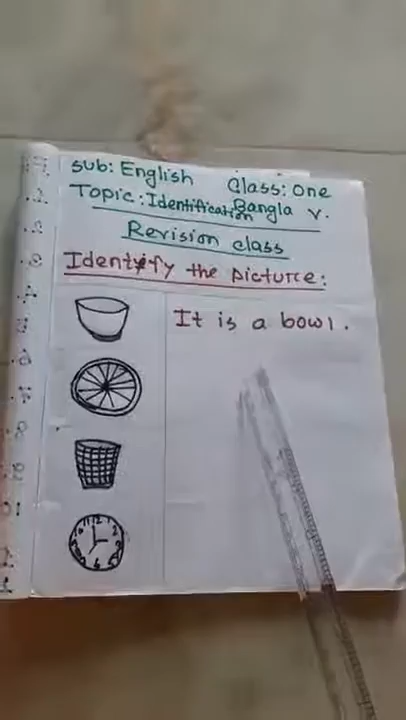 Sub: English Class: One
Topic: Identification Bangla v.
Revision class
Identify the picture:
It is a bowl.